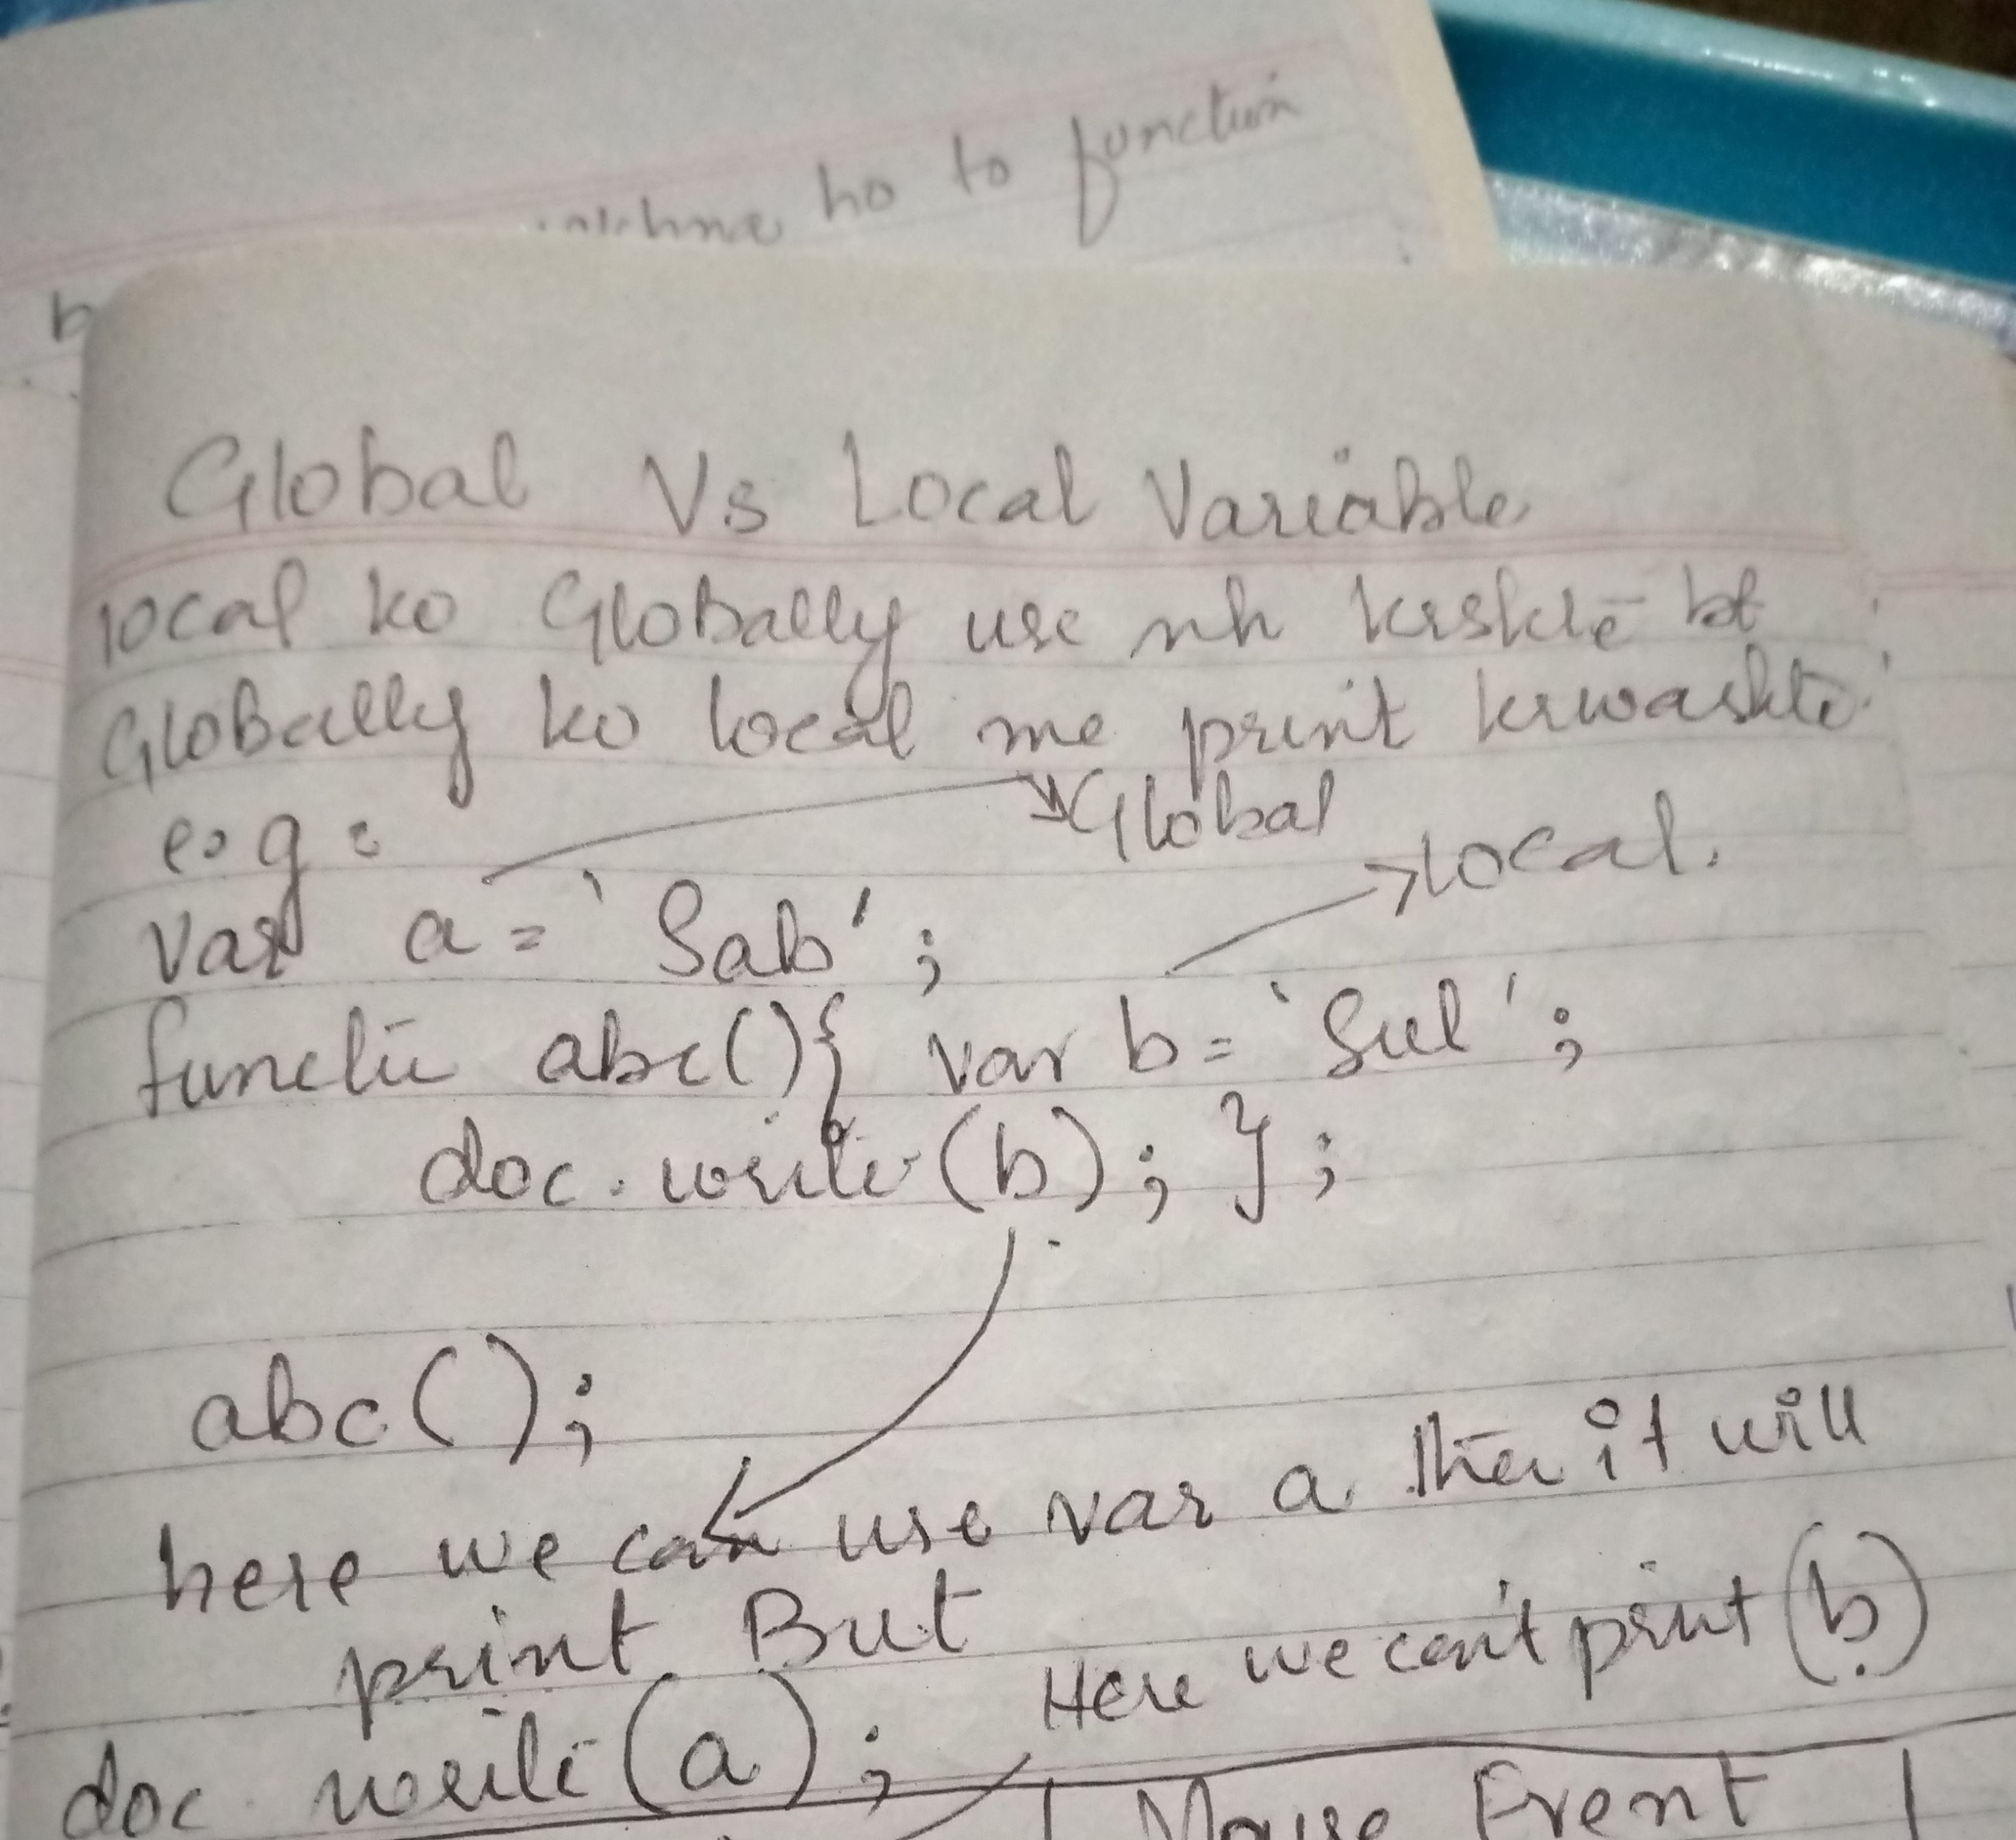 ho to function
b
Global Vs Local Variable
local ko Globally use nh krskte bt
Globally ko local me print krwaskte
e.g :
Global
local.
Var a = 'Sab' ;
functiō abc(){ var b = 'Sul' ;
doc. write (b) ; } ;
abc( ) ;
here we can use var a then it will
print. But
Here we can't print (b)
doc. write (a) ;
Mouse Event